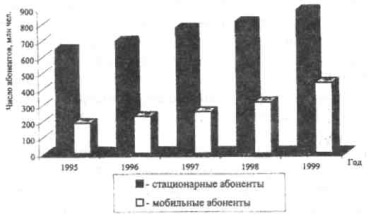 Число абонентов, млн чел.
900
800
700
600
500
400
300
200
100
0
1995 1996 1997 1998 1999 Год
- стационарные абоненты
- мобильные абоненты